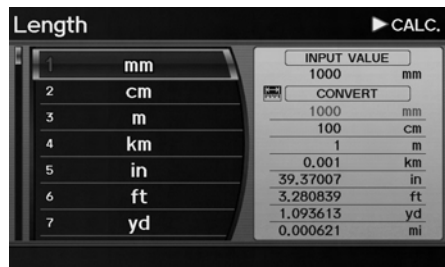 Length ▶ CALC.
1 mm
2 cm
3 m
4 km
5 in
6 ft
7 yd
INPUT VALUE
1000 mm
CONVERT
1000 mm
100 cm
1 m
0.001 km
39.37007 in
3.280839 ft
1.093613 yd
0.000621 mi